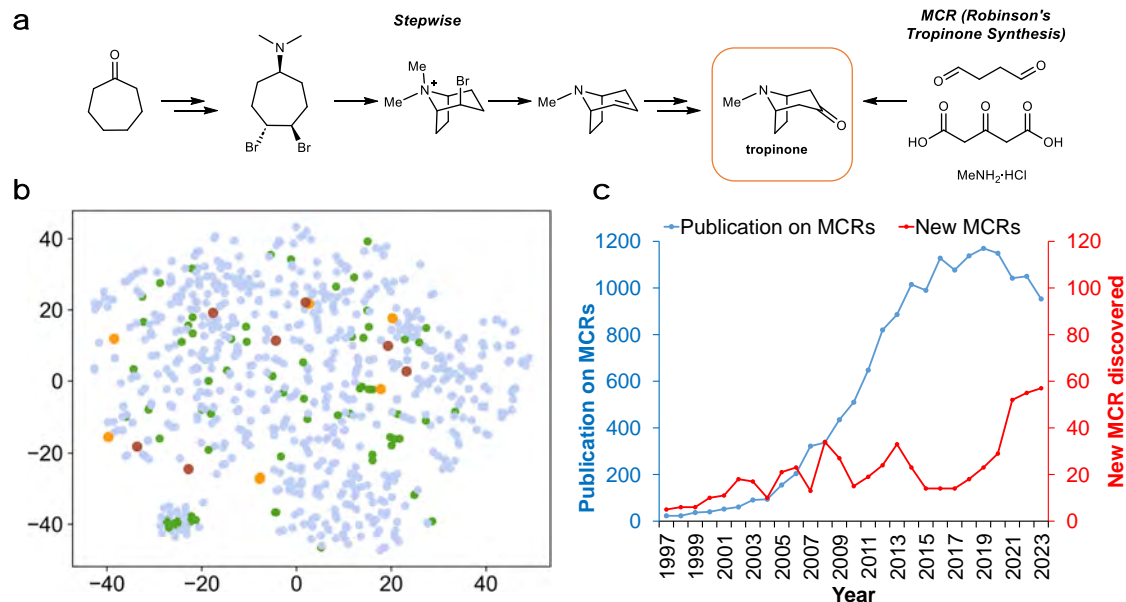 a
Stepwise
MCR (Robinson's
Tropinone Synthesis)
O
N
Br
Br
Me
Me
N
+
Br
Me
N
Me
N
O
tropinone
O
O
O
O
O
HO
OH
MeNH2·HCl
b
40
20
0
−20
−40
−40
−20
0
20
40
c
Publication on MCRs
New MCRs
1200
1000
800
600
400
200
0
Publication on MCRs
120
100
80
60
40
20
0
New MCR discovered
1997
1999
2001
2003
2005
2007
2009
2011
2013
2015
2017
2019
2021
2023
Year